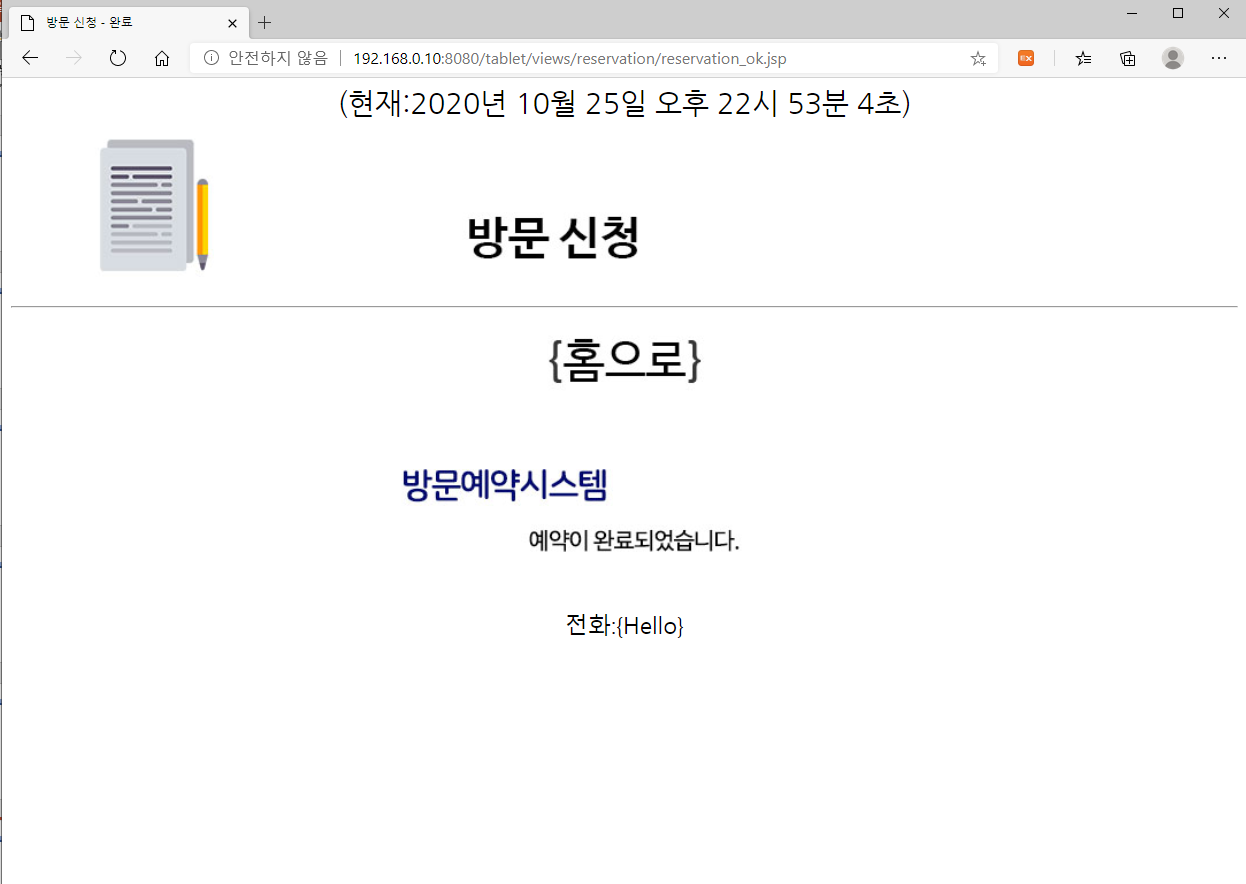 방문 신청 - 완료
안전하지 않음 192.168.0.10:8080/tablet/views/reservation/reservation_ok.jsp
(현재:2020년 10월 25일 오후 22시 53분 4초)
방문 신청
{홈으로}
방문예약시스템
예약이 완료되었습니다.
전화:{Hello}